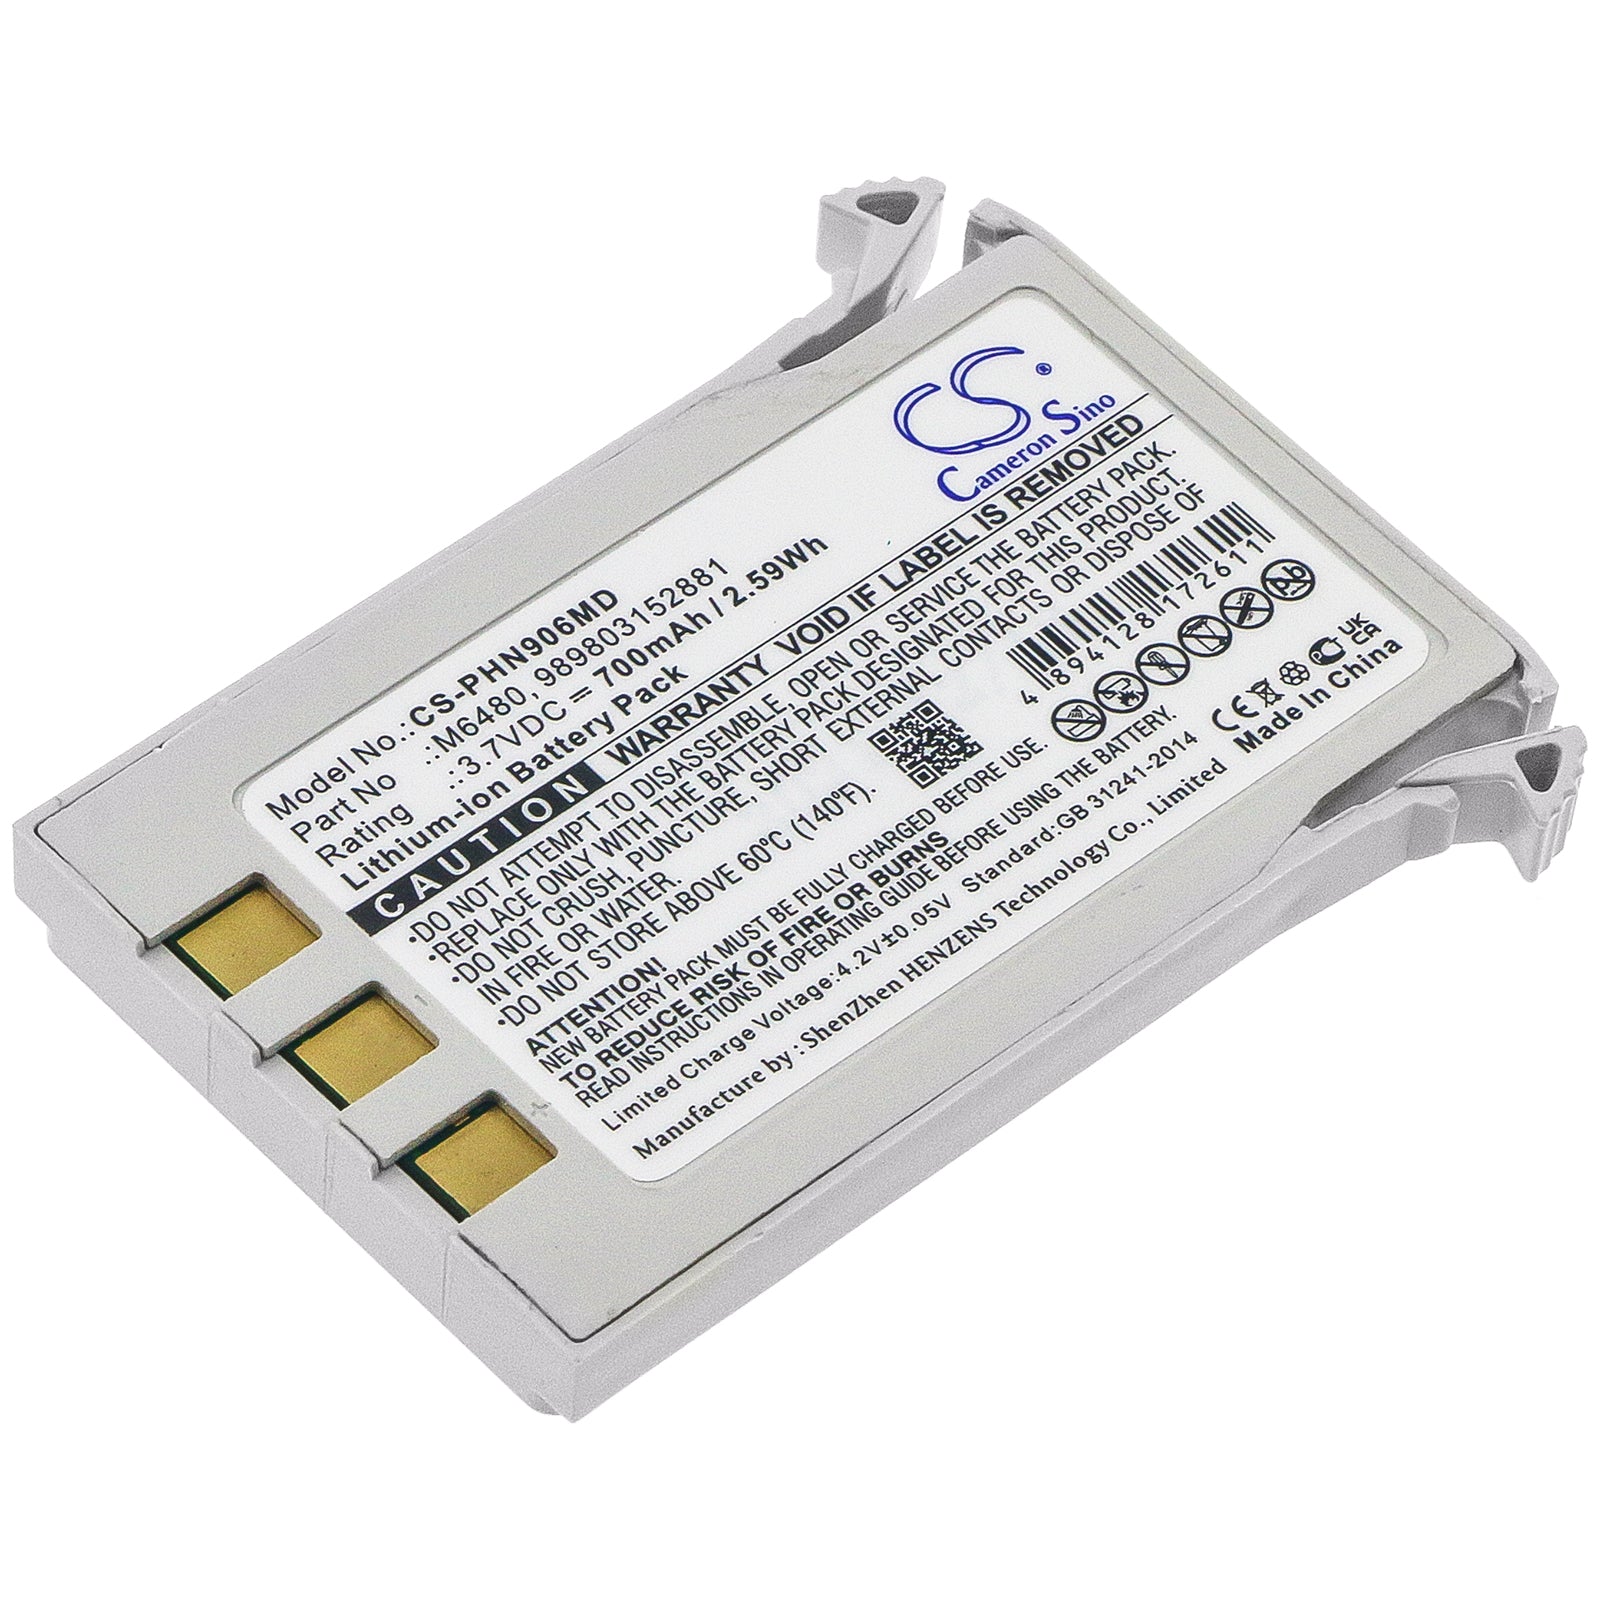 CS®
Cameron Sino
Model No.:CS-PHN906MD
Part No .:M6480, 989803152881
Rating .:3.7VDC = 700mAh / 2.59Wh
Lithium-ion Battery Pack
CAUTION WARRANTY VOID IF LABEL IS REMOVED
•DO NOT ATTEMPT TO DISASSEMBLE, OPEN OR SERVICE THE BATTERY PACK.
•REPLACE ONLY WITH THE BATTERY PACK DESIGNATED FOR THIS PRODUCT.
•DO NOT CRUSH, PUNCTURE, SHORT EXTERNAL CONTACTS OR DISPOSE OF
IN FIRE OR WATER.
•DO NOT STORE ABOVE 60°C (140°F).
4 894128 172611
ATTENTION!
NEW BATTERY PACK MUST BE FULLY CHARGED BEFORE USE.
TO REDUCE RISK OF FIRE OR BURNS
READ INSTRUCTIONS IN OPERATING GUIDE BEFORE USING THE BATTERY.
Limited Charge Voltage:4.2V±0.05V Standard:GB 31241-2014
Manufacture by : ShenZhen HENZENS Technology Co., Limited
Pb
CE
UK
CA
Made in China
-
+